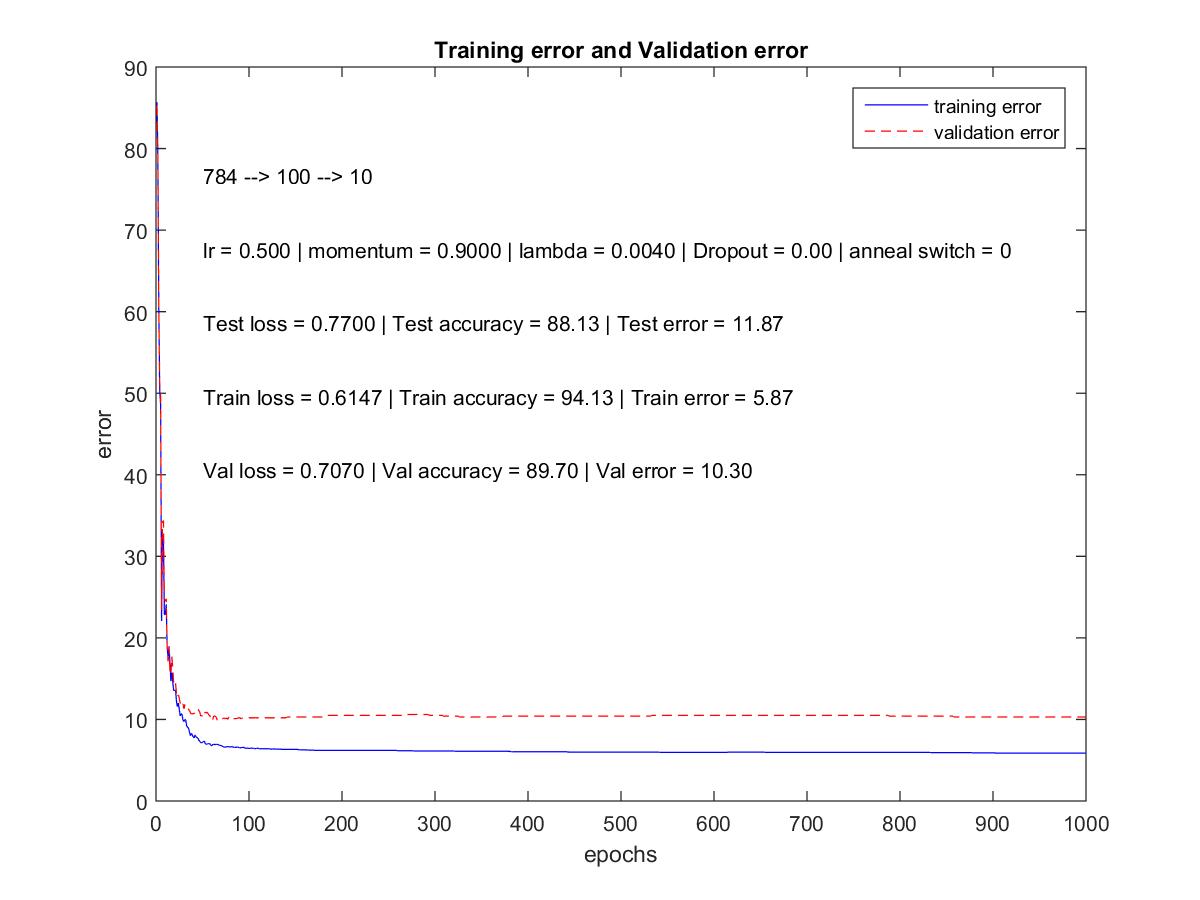 Training error and Validation error
90
training error
validation error
80
784 --> 100 --> 10
70
lr = 0.500 | momentum = 0.9000 | lambda = 0.0040 | Dropout = 0.00 | anneal switch = 0
60
Test loss = 0.7700 | Test accuracy = 88.13 | Test error = 11.87
50
Train loss = 0.6147 | Train accuracy = 94.13 | Train error = 5.87
error
40
Val loss = 0.7070 | Val accuracy = 89.70 | Val error = 10.30
30
20
10
0
0 100 200 300 400 500 600 700 800 900 1000
epochs